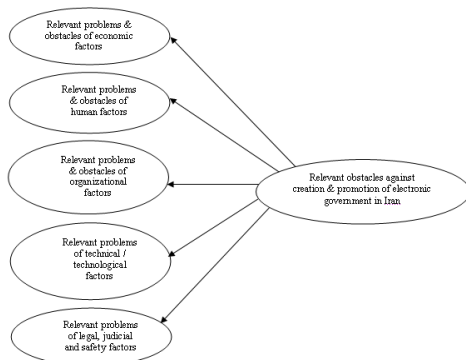 Relevant problems &
obstacles of economic
factors
Relevant problems
& obstacles of
human factors
Relevant problems
& obstacles of
organizational
factors
Relevant problems
of technical /
technological
factors
Relevant problems
of legal, judicial
and safety factors
Relevant obstacles against
creation & promotion of electronic
government in Iran